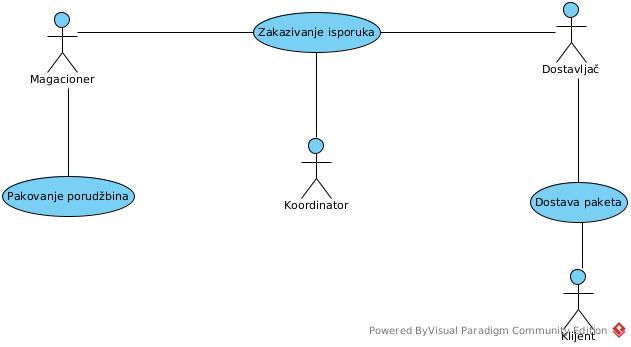 Zakazivanje isporuka
Magacioner
Dostavljač
Pakovanje porudžbina
Koordinator
Dostava paketa
Powered ByVisual Paradigm Community Edition
Klijent